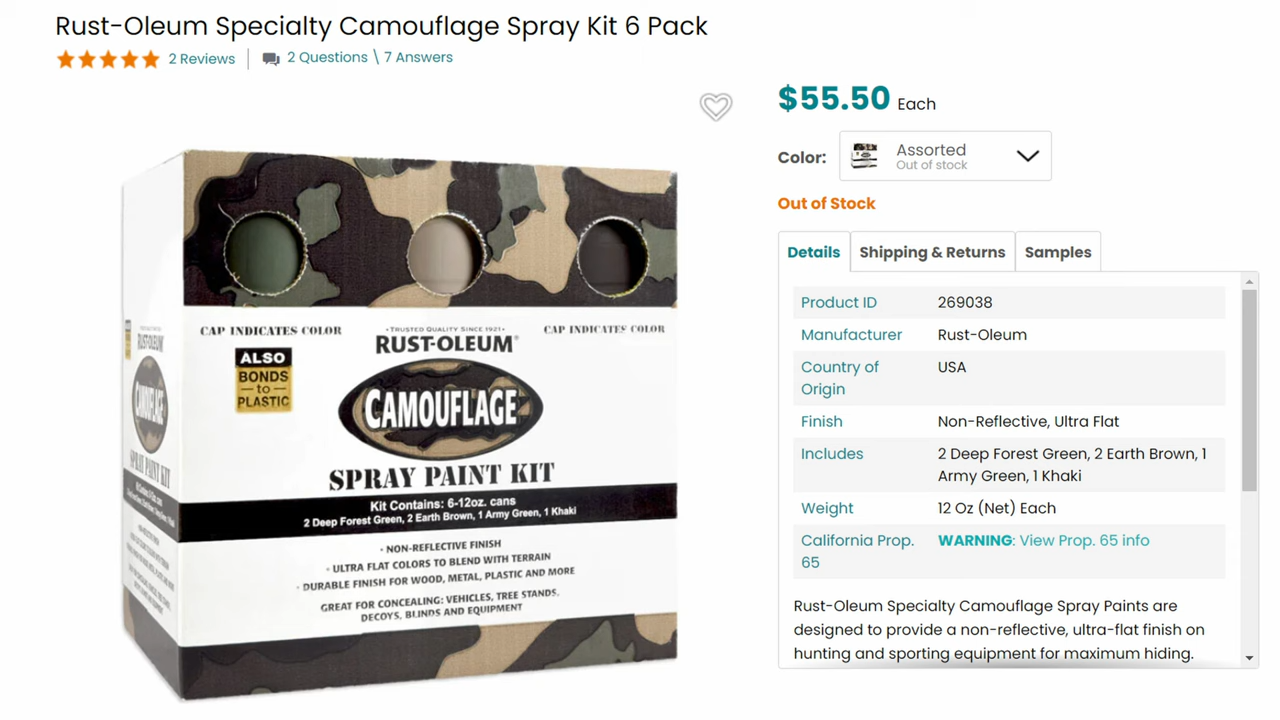 Rust-Oleum Specialty Camouflage Spray Kit 6 Pack
2 Reviews
2 Questions \ 7 Answers
$55.50 Each
Color:
Assorted
Out of stock
Out of Stock
Details
Shipping & Returns
Samples
Product ID
269038
Manufacturer
Rust-Oleum
Country of
Origin
USA
Finish
Non-Reflective, Ultra Flat
Includes
2 Deep Forest Green, 2 Earth Brown, 1
Army Green, 1 Khaki
Weight
12 Oz (Net) Each
California Prop.
65
WARNING: View Prop. 65 info
Rust-Oleum Specialty Camouflage Spray Paints are
designed to provide a non-reflective, ultra-flat finish on
hunting and sporting equipment for maximum hiding.
CAP INDICATES COLOR
•TRUSTED QUALITY SINCE 1921•
CAP INDICATES COLOR
RUST-OLEUM®
ALSO
BONDS
to
PLASTIC
CAMOUFLAGE
SPRAY PAINT KIT
Kit Contains: 6-12oz. cans
2 Deep Forest Green, 2 Earth Brown, 1 Army Green, 1 Khaki
• NON-REFLECTIVE FINISH
• ULTRA FLAT COLORS TO BLEND WITH TERRAIN
• DURABLE FINISH FOR WOOD, METAL, PLASTIC AND MORE
GREAT FOR CONCEALING: VEHICLES, TREE STANDS,
DECOYS, BLINDS AND EQUIPMENT
RUST-OLEUM
CAMOUFLAGE
SPRAY PAINT KIT